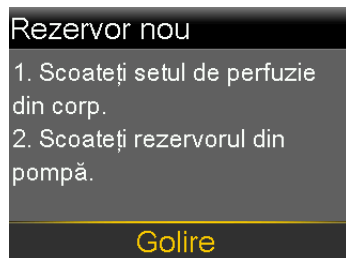 Rezervor nou
1. Scoateți setul de perfuzie
din corp.
2. Scoateți rezervorul din
pompă.
Golire